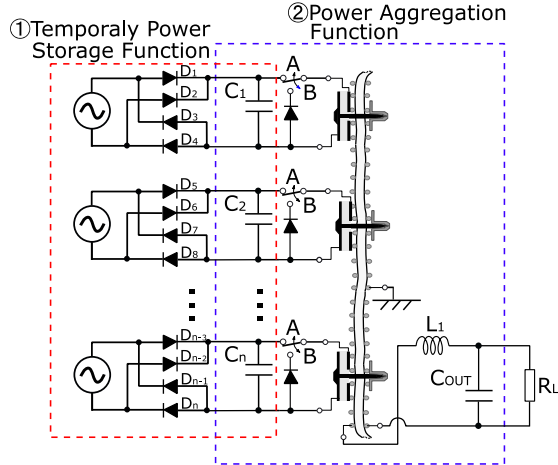 ①Temporaly Power
Storage Function
②Power Aggregation
Function
D1
D2
D3
D4
C1
A
B
D5
D6
D7
D8
C2
A
B
Dn-3
Dn-2
Dn-1
Dn
Cn
A
B
L1
COUT
RL